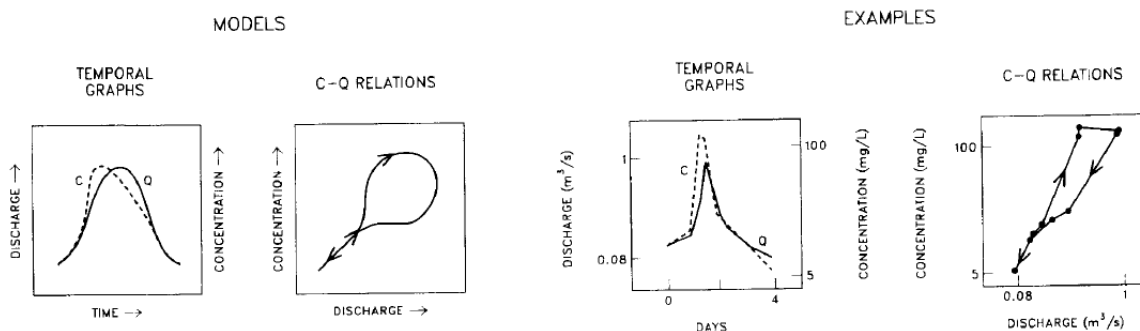 MODELS
TEMPORAL
GRAPHS
C-Q RELATIONS
DISCHARGE →
C
Q
CONCENTRATION →
TIME →
CONCENTRATION →
DISCHARGE →
EXAMPLES
TEMPORAL
GRAPHS
C-Q RELATIONS
DISCHARGE (m³/s)
1
0.08
C
Q
100
5
CONCENTRATION (mg/L)
0
4
DAYS
CONCENTRATION (mg/L)
100
5
0.08
1
DISCHARGE (m³/s)